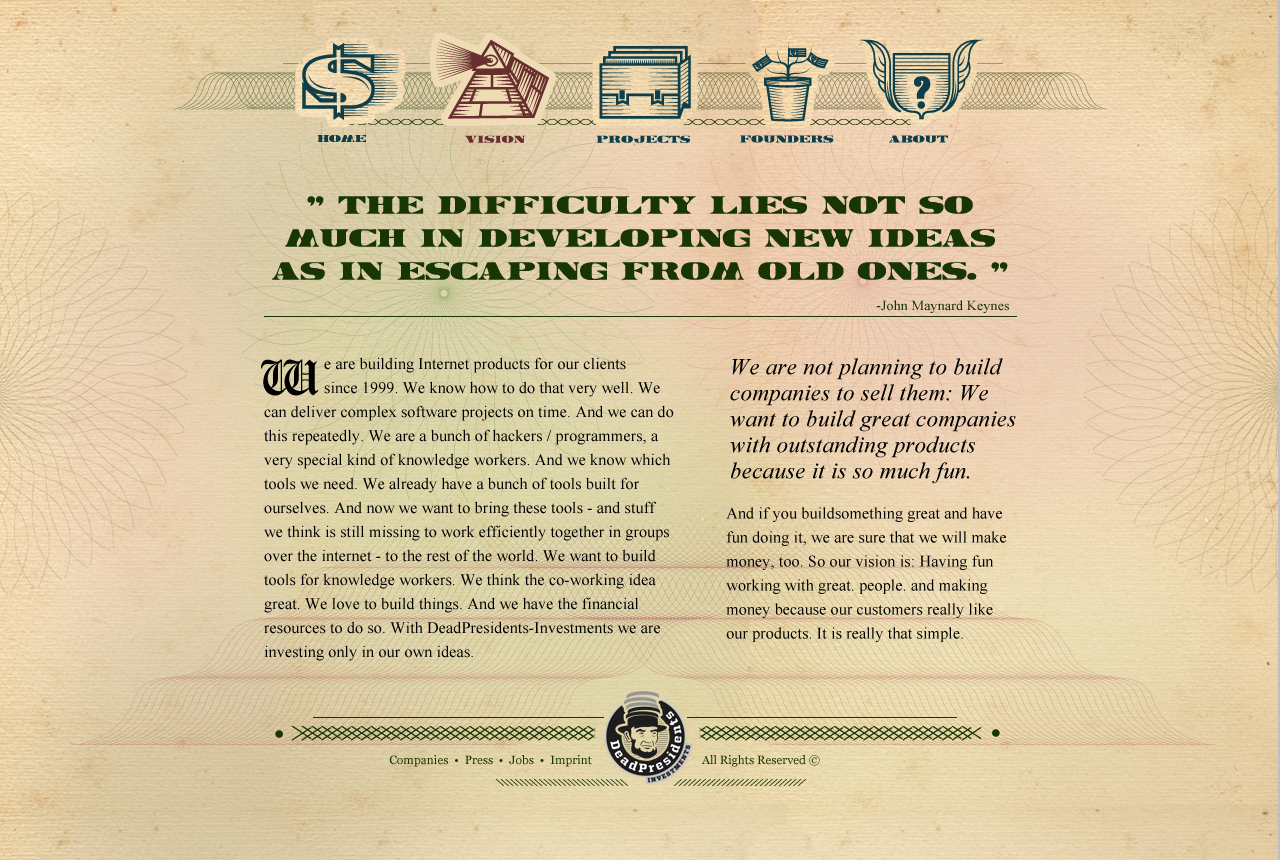 HOME
VISION
PROJECTS
FOUNDERS
?
ABOUT
” THE DIFFICULTY LIES NOT SO
MUCH IN DEVELOPING NEW IDEAS
AS IN ESCAPING FROM OLD ONES. ”
-John Maynard Keynes
We are building Internet products for our clients
since 1999. We know how to do that very well. We
can deliver complex software projects on time. And we can do
this repeatedly. We are a bunch of hackers / programmers, a
very special kind of knowledge workers. And we know which
tools we need. We already have a bunch of tools built for
ourselves. And now we want to bring these tools - and stuff
we think is still missing to work efficiently together in groups
over the internet - to the rest of the world. We want to build
tools for knowledge workers. We think the co-working idea
great. We love to build things. And we have the financial
resources to do so. With DeadPresidents-Investments we are
investing only in our own ideas.
We are not planning to build
companies to sell them: We
want to build great companies
with outstanding products
because it is so much fun.
And if you buildsomething great and have
fun doing it, we are sure that we will make
money, too. So our vision is: Having fun
working with great. people. and making
money because our customers really like
our products. It is really that simple.
DeadPresidents
INVESTMENTS
Companies • Press • Jobs • Imprint
All Rights Reserved ©